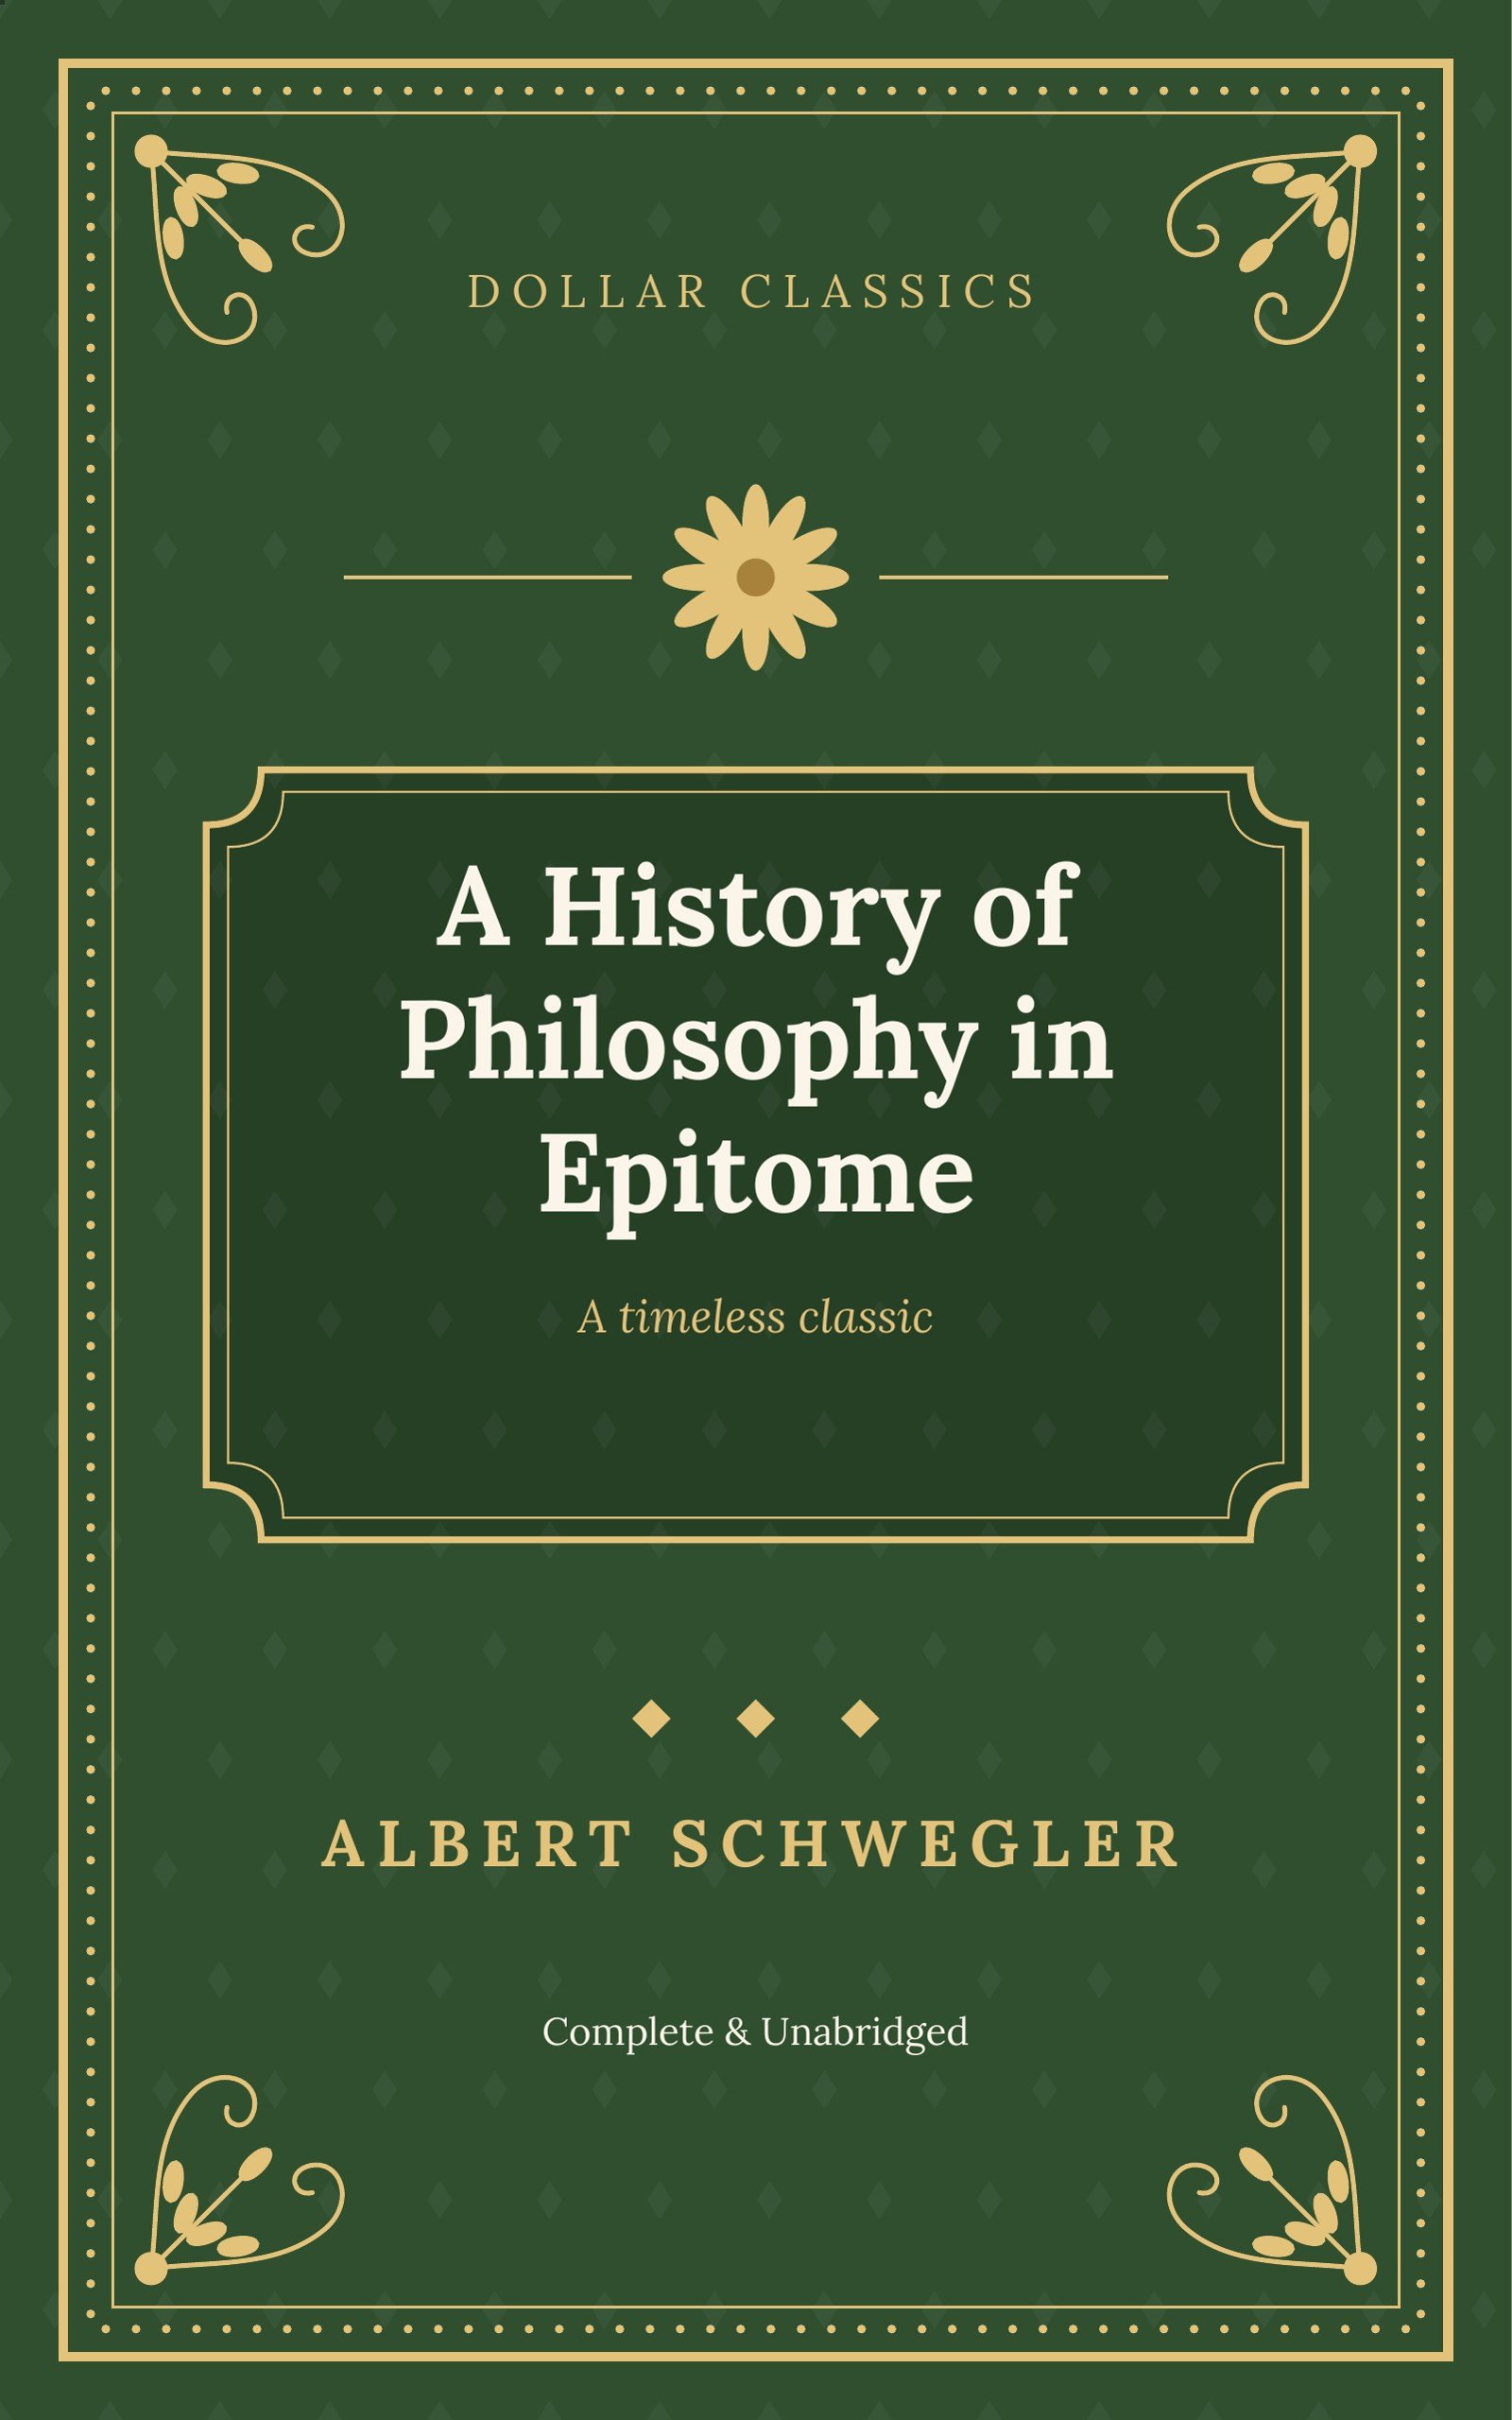 DOLLAR CLASSICS
A History of
Philosophy in
Epitome
A timeless classic
ALBERT SCHWEGLER
Complete & Unabridged